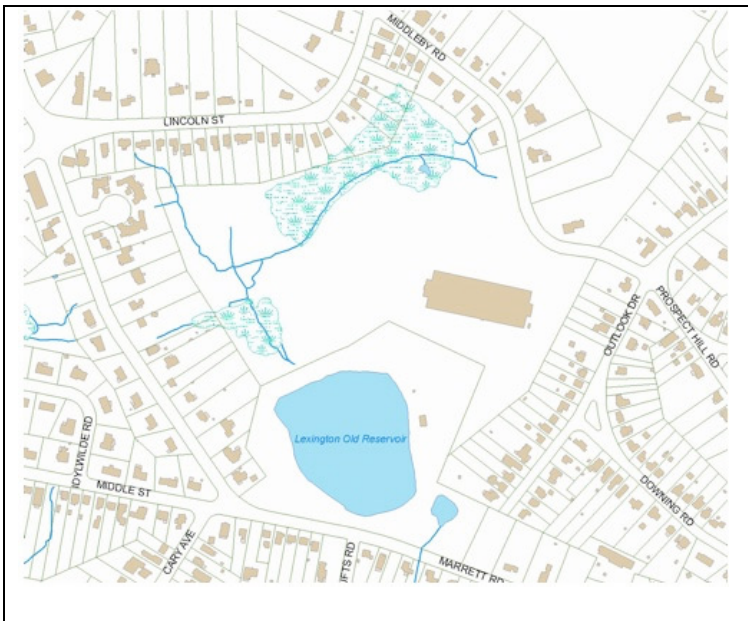 MIDDLEBY RD
LINCOLN ST
PROSPECT HILL RD
OUTLOOK DR
Lexington Old Reservoir
IDYLWILDE RD
MIDDLE ST
DOWNING RD
CARY AVE
MARRETT RD